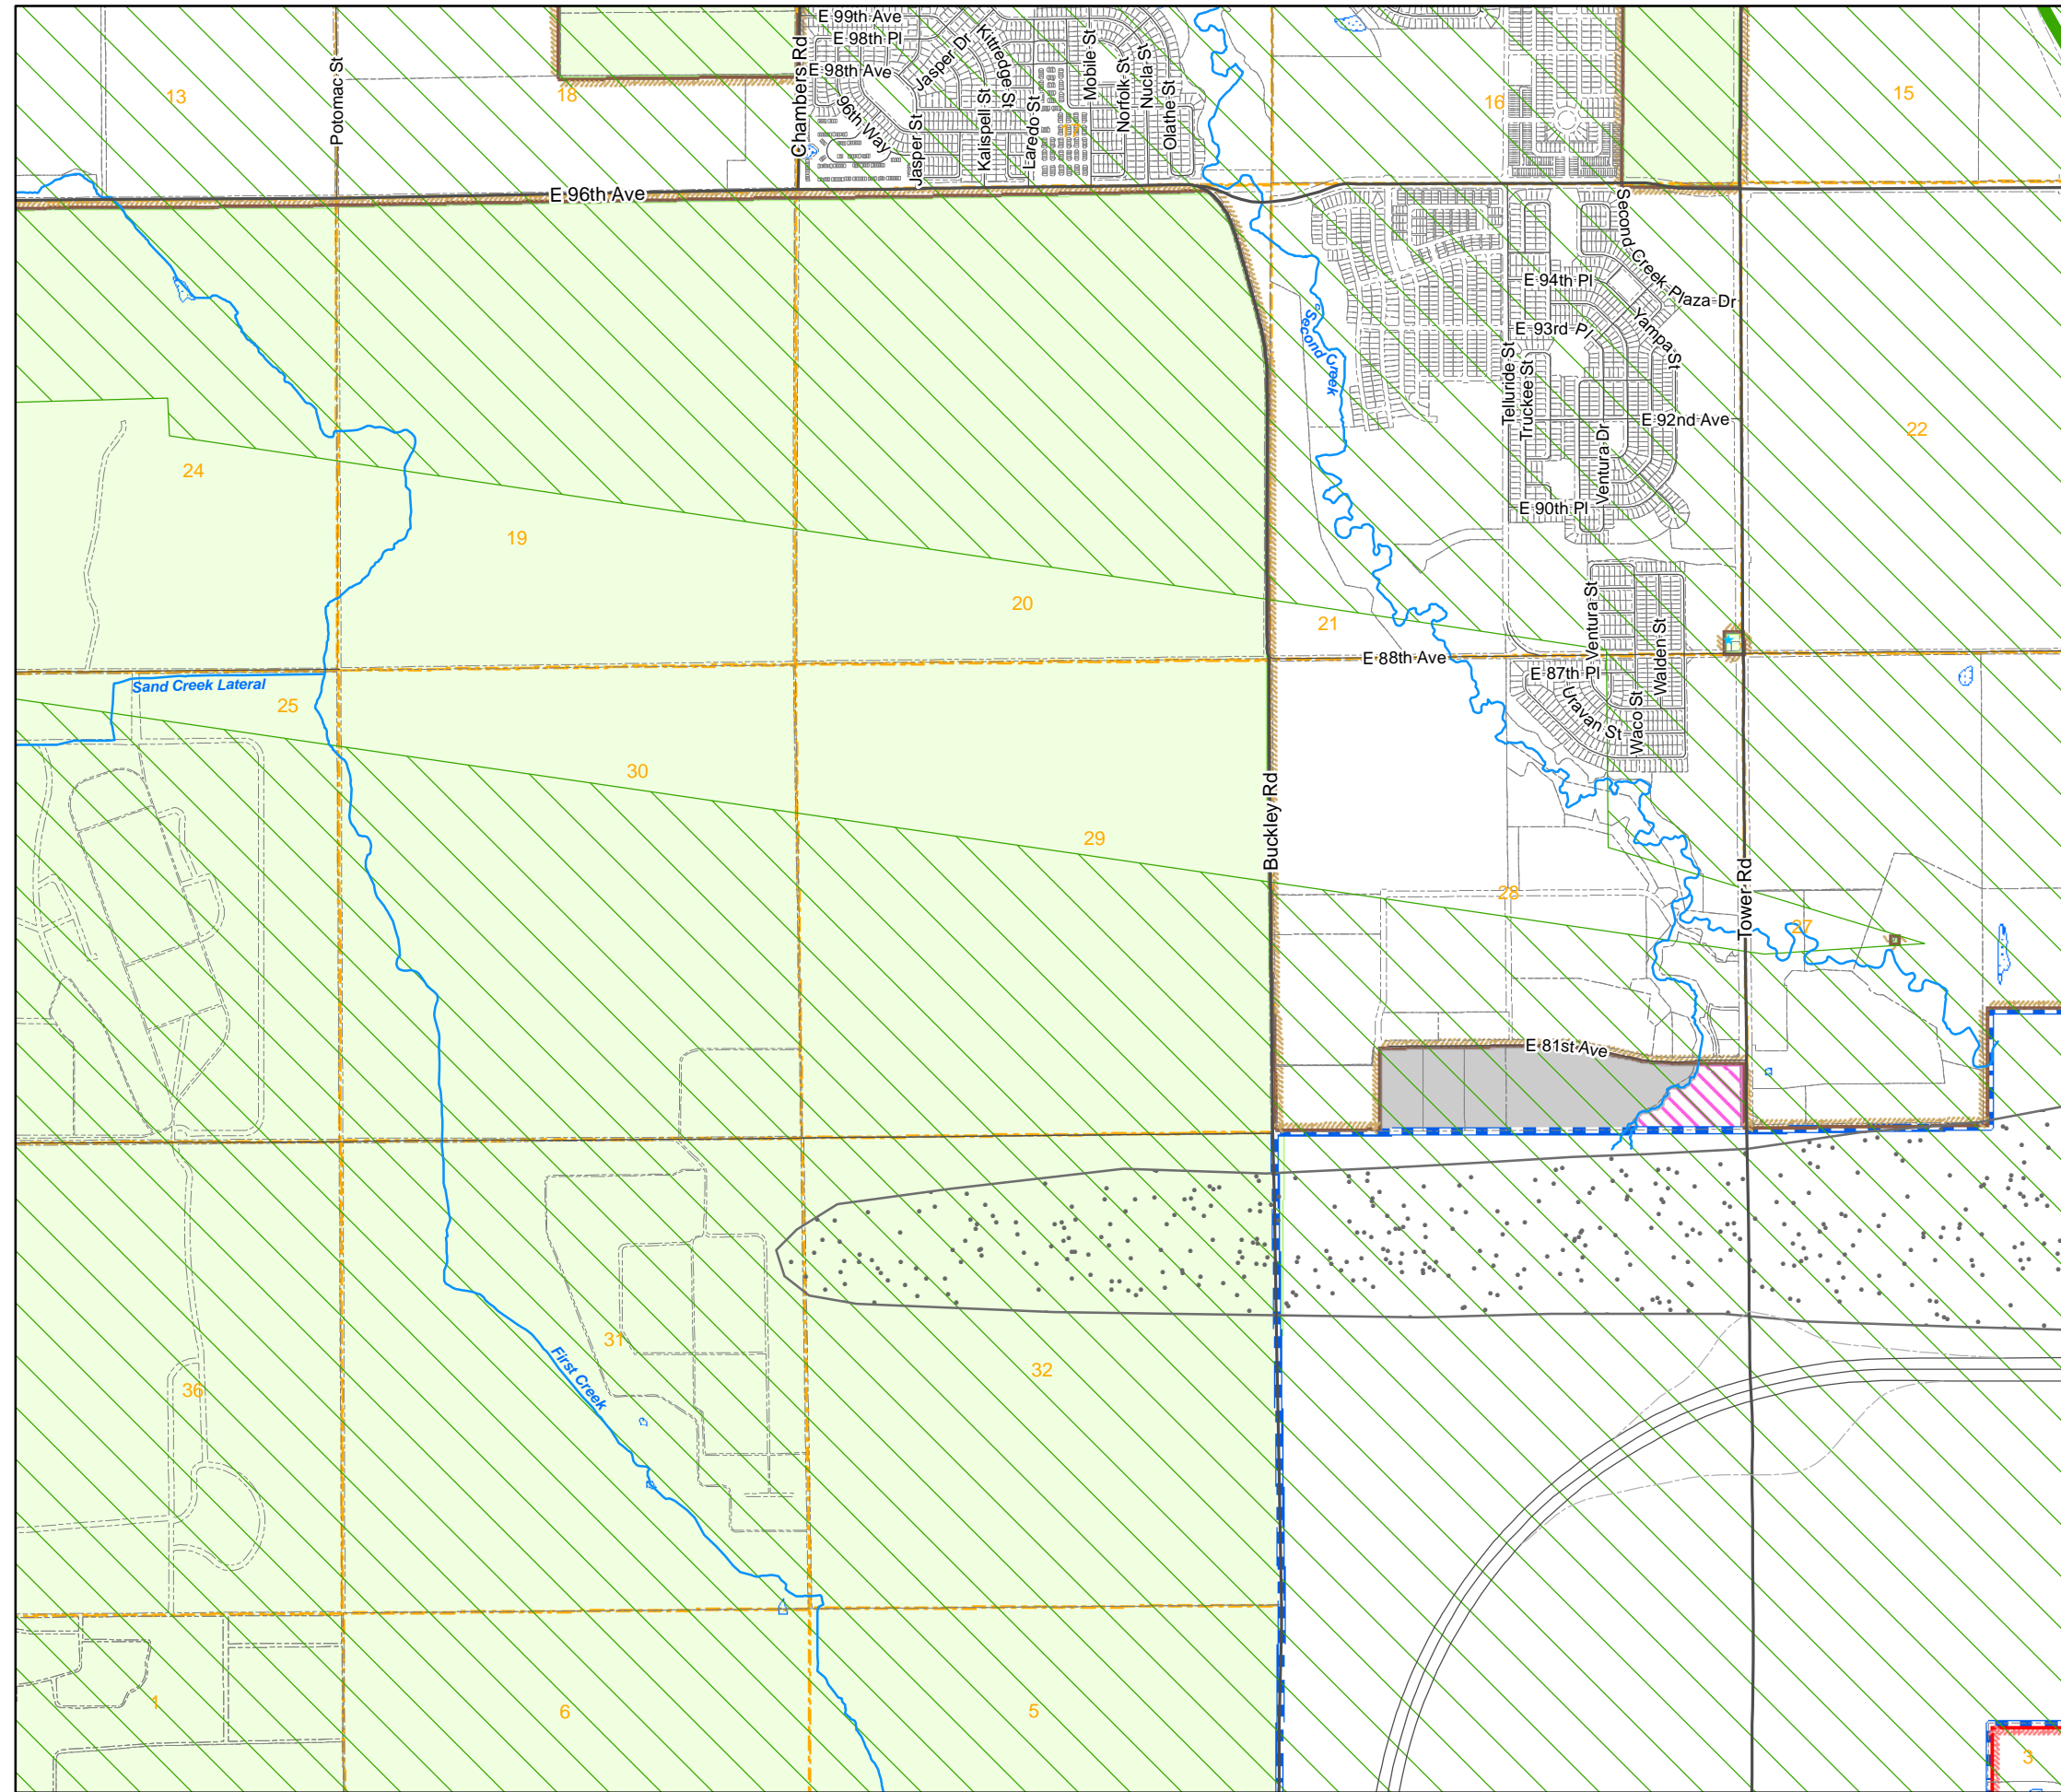 E 99th Ave
E 98th Pl
E 98th Ave
96th Way
Jasper Dr
Kittredge St
Mobile St
Norfolk St
Nucla St
Olathe St
Laredo St
Kalispall St
Jasper St
Chambers Rd
Potomac St
13
18
17
16
15
E 96th Ave
Second Creek Plaza Dr
E 94th Pl
E 93rd Pl
Yampa St
Second Creek
Telluride St
Truckee St
E 92nd Ave
Ventura Dr
E 90th Pl
22
24
19
20
21
Ventura St
Walden St
E 88th Ave
E 87th Pl
Uravan St
Waco St
Sand Creek Lateral
25
30
29
Buckley Rd
28
Tower Rd
27
E 81st Ave
31
32
First Creek
36
1
6
5
3